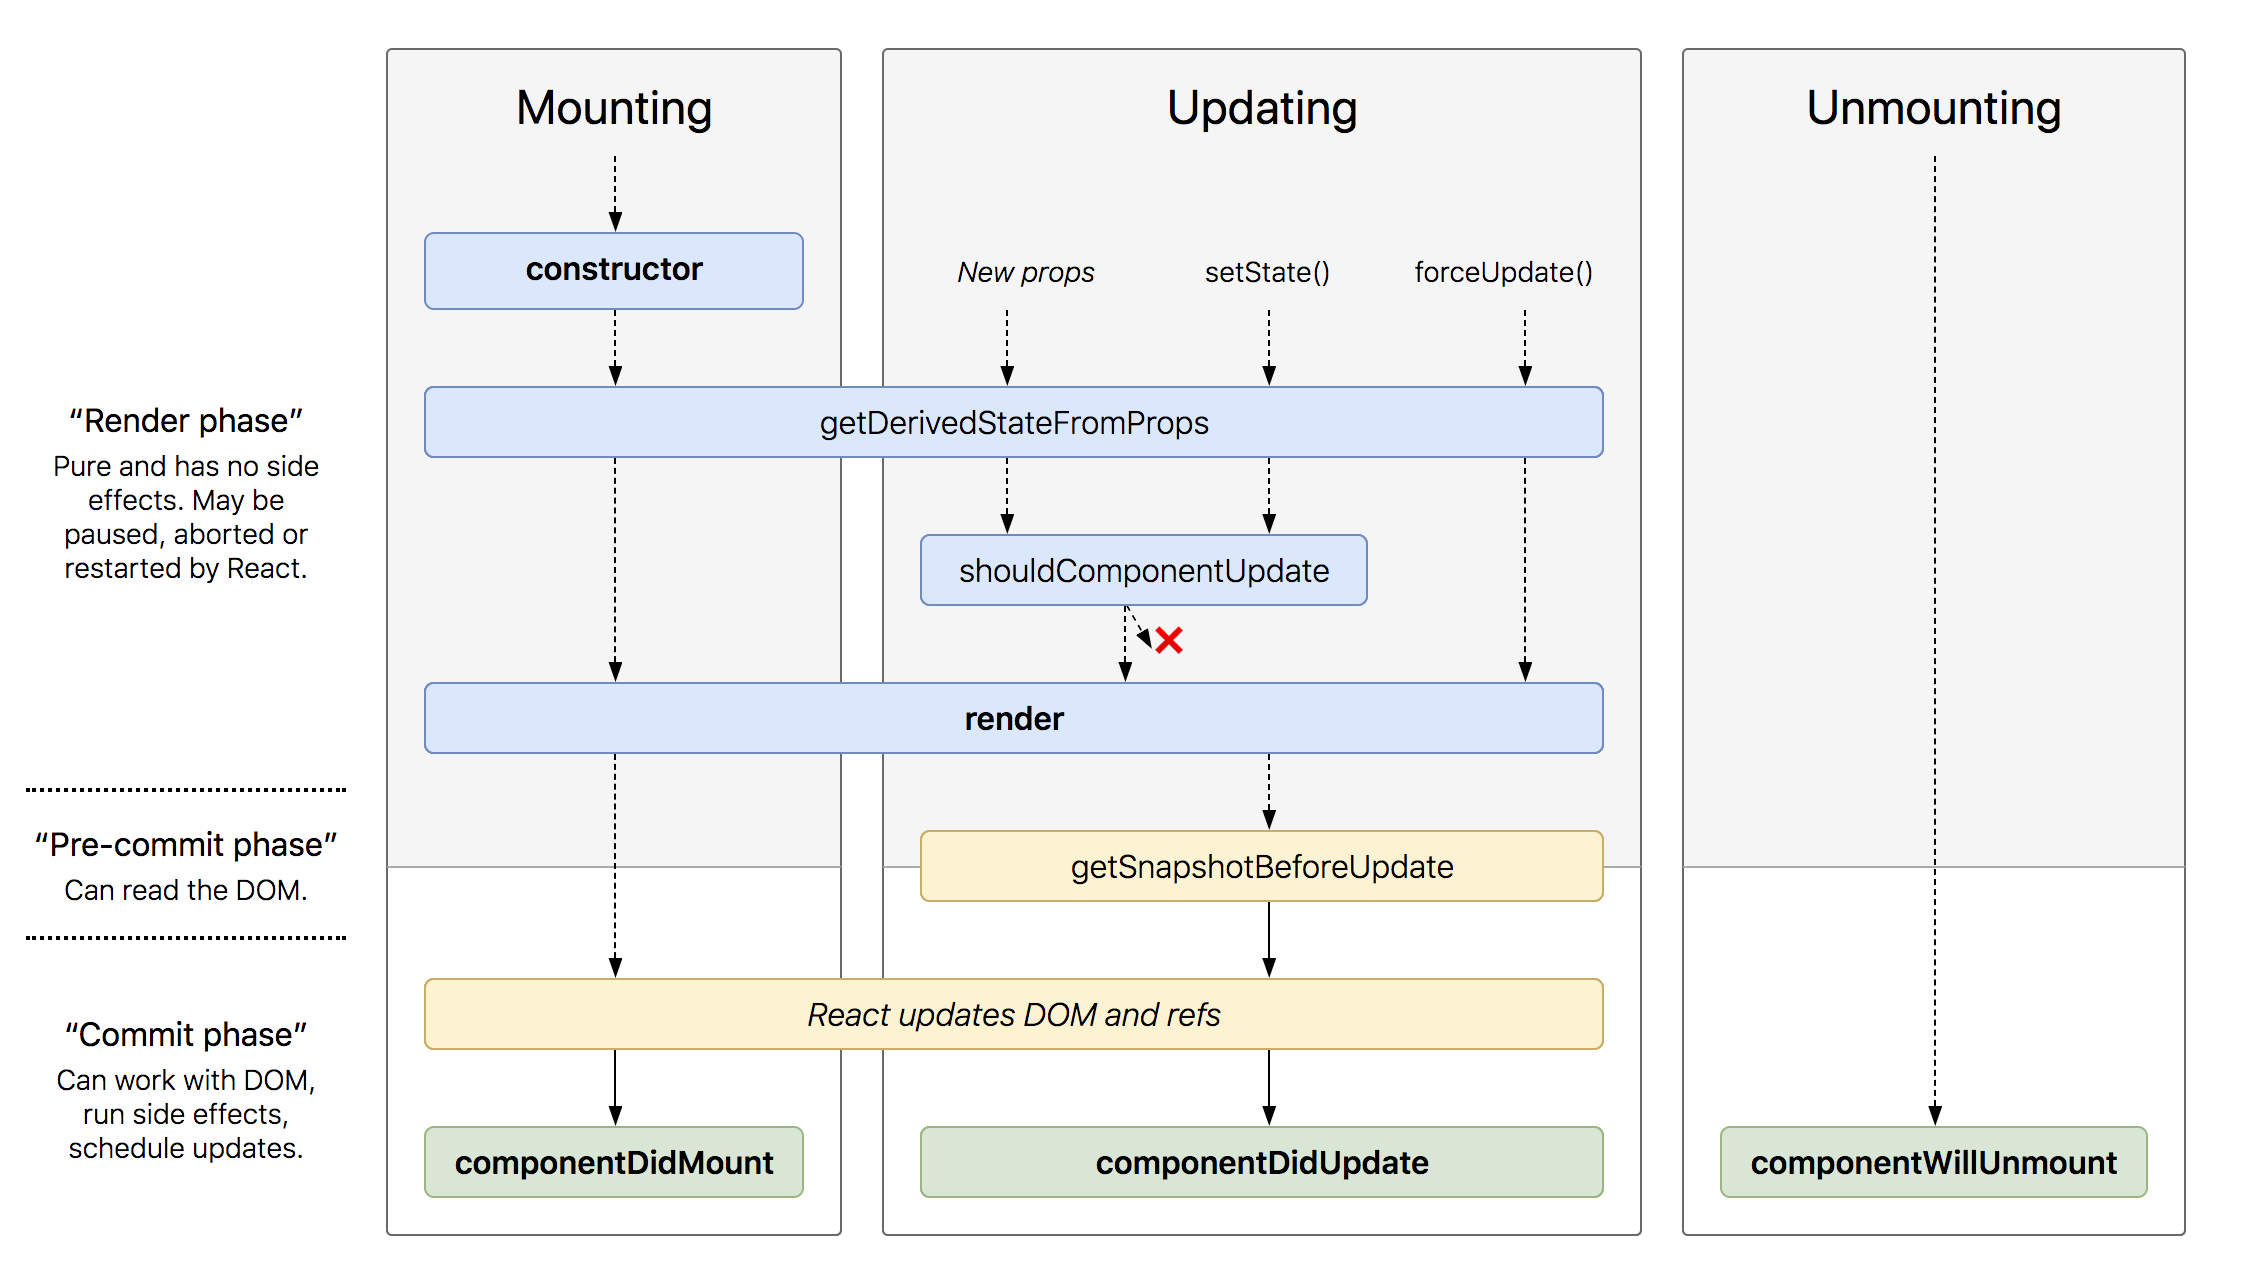 Mounting
Updating
Unmounting
constructor
New props
setState()
forceUpdate()
“Render phase”
Pure and has no side
effects. May be
paused, aborted or
restarted by React.
getDerivedStateFromProps
shouldComponentUpdate
render
“Pre-commit phase”
Can read the DOM.
getSnapshotBeforeUpdate
React updates DOM and refs
“Commit phase”
Can work with DOM,
run side effects,
schedule updates.
componentDidMount
componentDidUpdate
componentWillUnmount